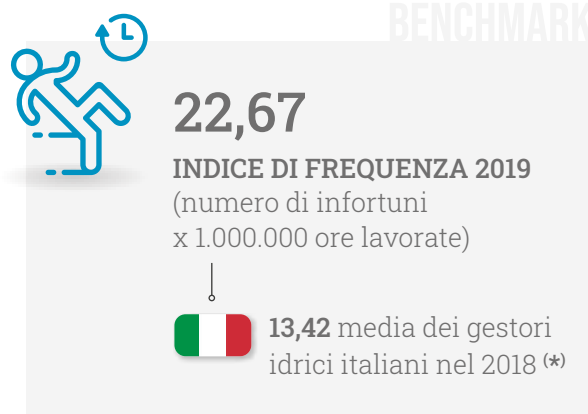 BENCHMARK
22,67
INDICE DI FREQUENZA 2019
(numero di infortuni
x 1.000.000 ore lavorate)
13,42 media dei gestori
idrici italiani nel 2018 (*)